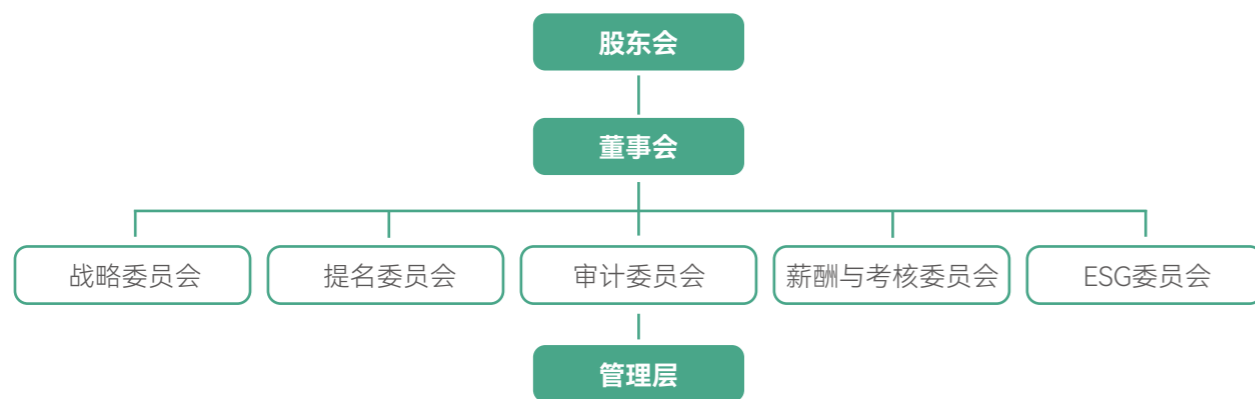 股东会
董事会
战略委员会
提名委员会
审计委员会
薪酬与考核委员会
ESG委员会
管理层